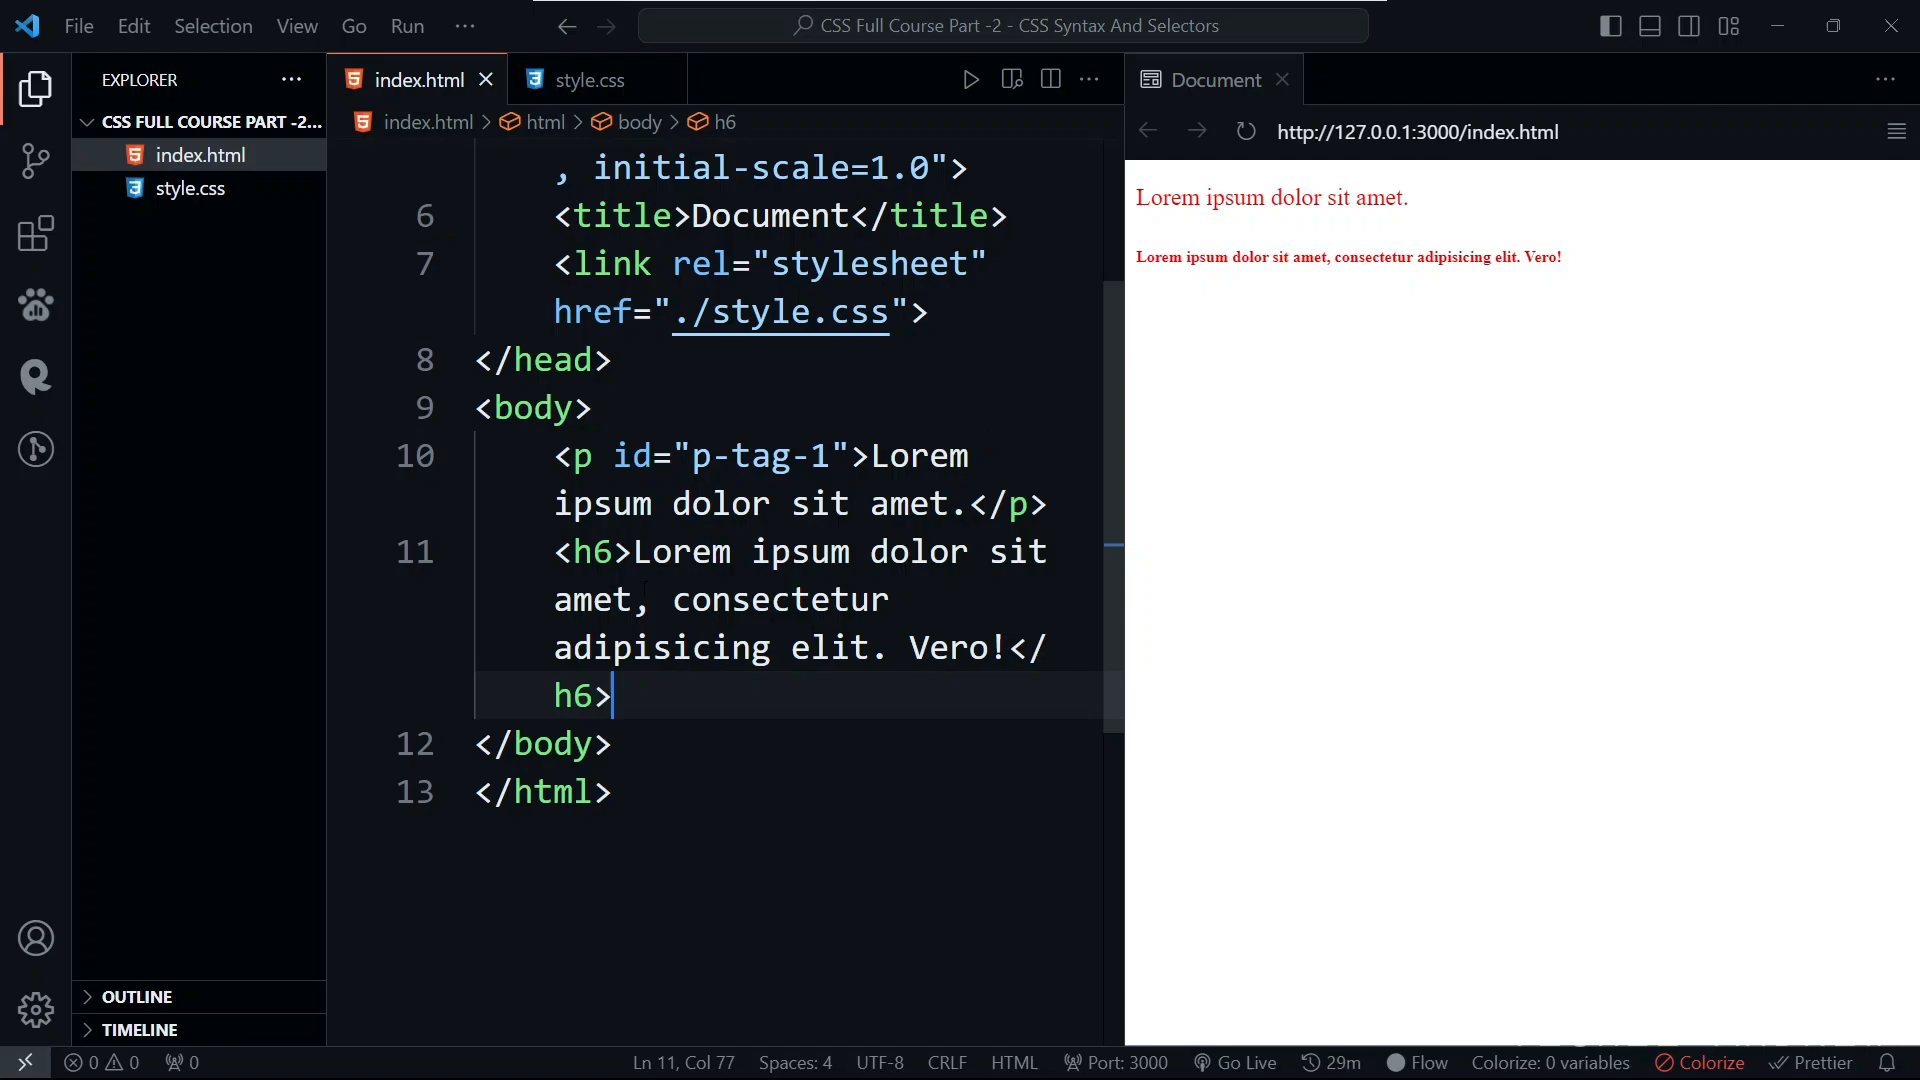 File Edit Selection View Go Run ··· CSS Full Course Part -2 - CSS Syntax And Selectors
EXPLORER
CSS FULL COURSE PART -2...
index.html
style.css
OUTLINE
TIMELINE
index.html style.css
index.html > html > body > h6
, initial-scale=1.0">
6 <title>Document</title>
7 <link rel="stylesheet"
href="./style.css">
8 </head>
9 <body>
10 <p id="p-tag-1">Lorem
ipsum dolor sit amet.</p>
11 <h6>Lorem ipsum dolor sit
amet, consectetur
adipisicing elit. Vero!</
h6>
12 </body>
13 </html>
Document
http://127.0.0.1:3000/index.html
Lorem ipsum dolor sit amet.
Lorem ipsum dolor sit amet, consectetur adipisicing elit. Vero!
0 0 0 Ln 11, Col 77 Spaces: 4 UTF-8 CRLF HTML Port: 3000 Go Live 29m Flow Colorize: 0 variables Colorize Prettier